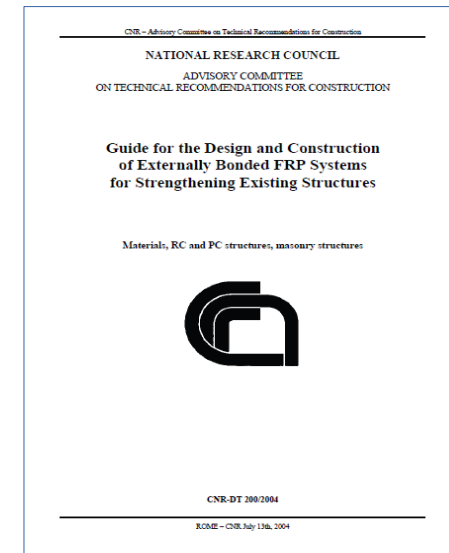 CNR – Advisory Committee on Technical Recommendations for Construction
NATIONAL RESEARCH COUNCIL
ADVISORY COMMITTEE
ON TECHNICAL RECOMMENDATIONS FOR CONSTRUCTION
Guide for the Design and Construction
of Externally Bonded FRP Systems
for Strengthening Existing Structures
Materials, RC and PC structures, masonry structures
CNR-DT 200/2004
ROME – CNR July 13th, 2004